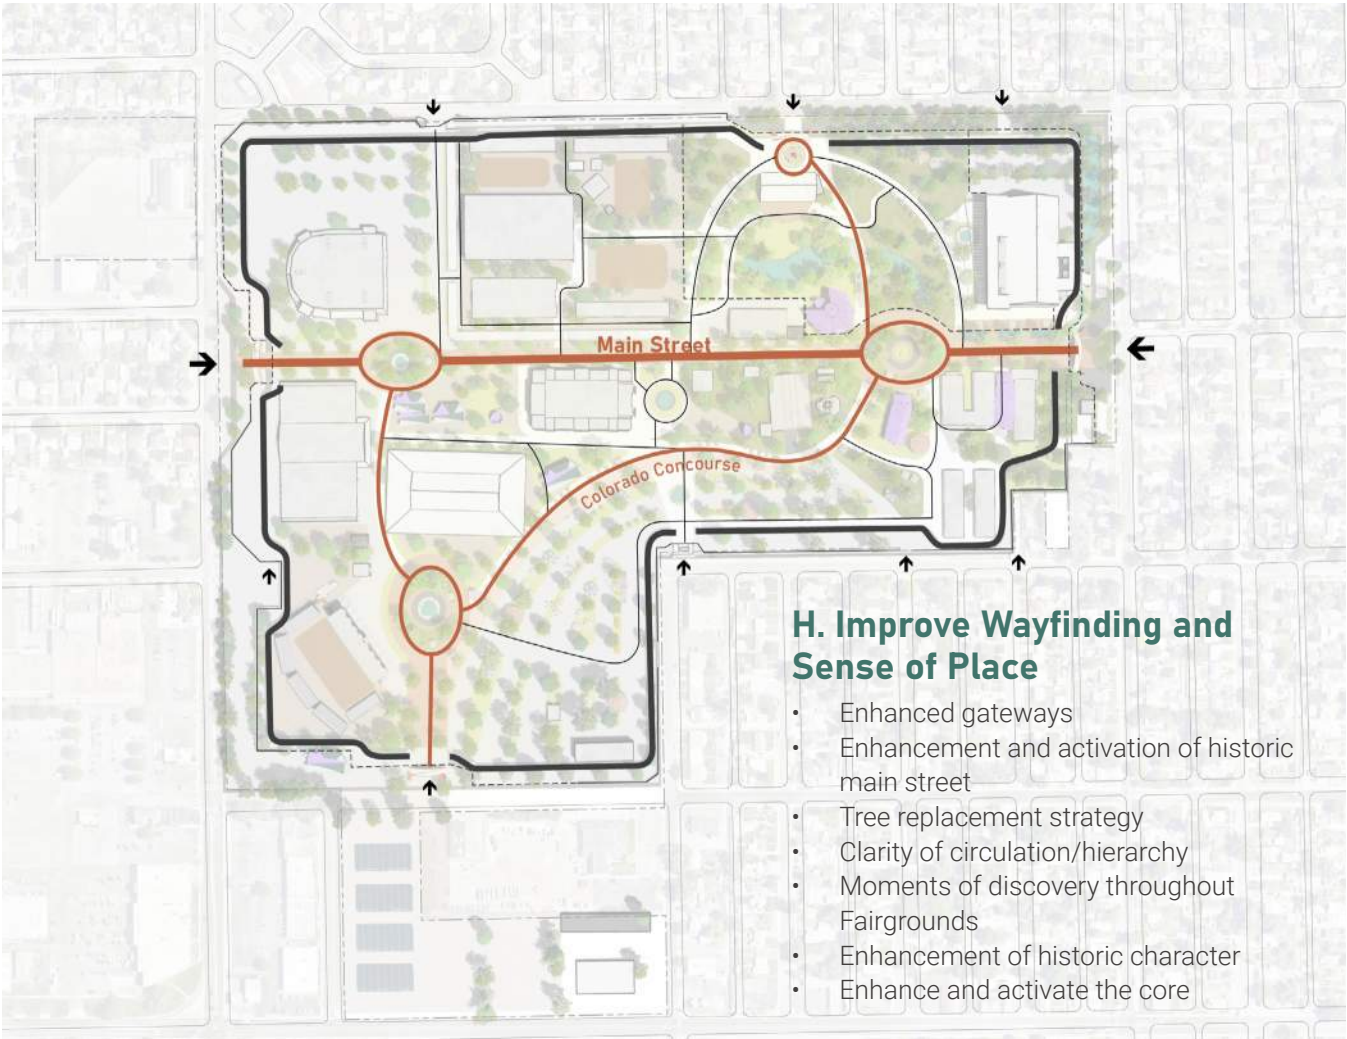 Main Street
Colorado Concourse
H. Improve Wayfinding and
Sense of Place
• Enhanced gateways
• Enhancement and activation of historic
main street
• Tree replacement strategy
• Clarity of circulation/hierarchy
• Moments of discovery throughout
Fairgrounds
• Enhancement of historic character
• Enhance and activate the core